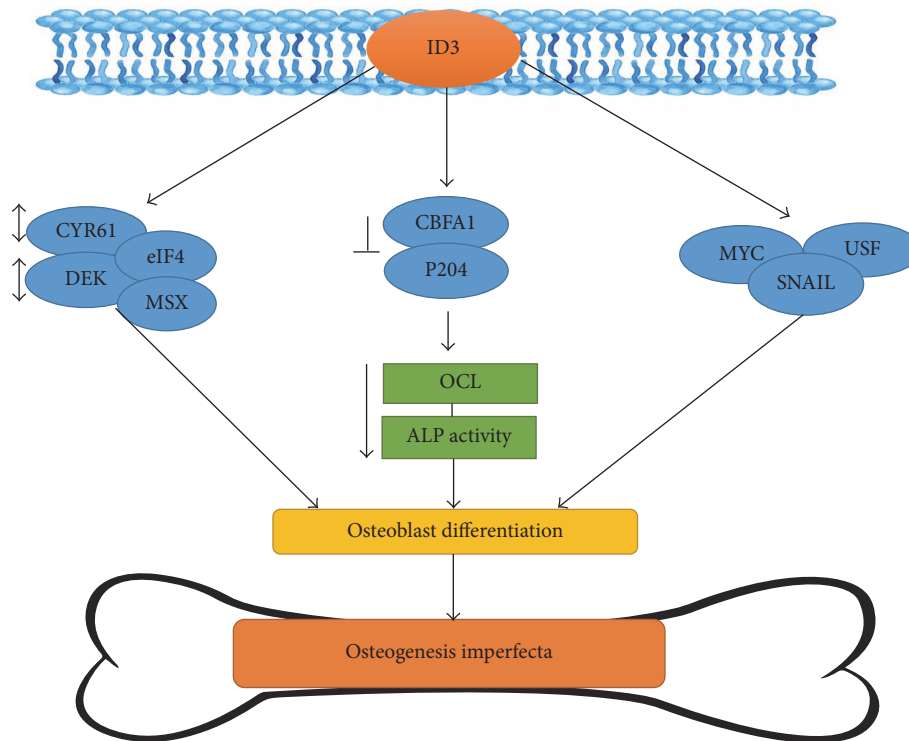 ID3
CYR61
eIF4
DEK
MSX
CBFA1
P204
MYC
USF
SNAIL
OCL
ALP activity
Osteoblast differentiation
Osteogenesis imperfecta